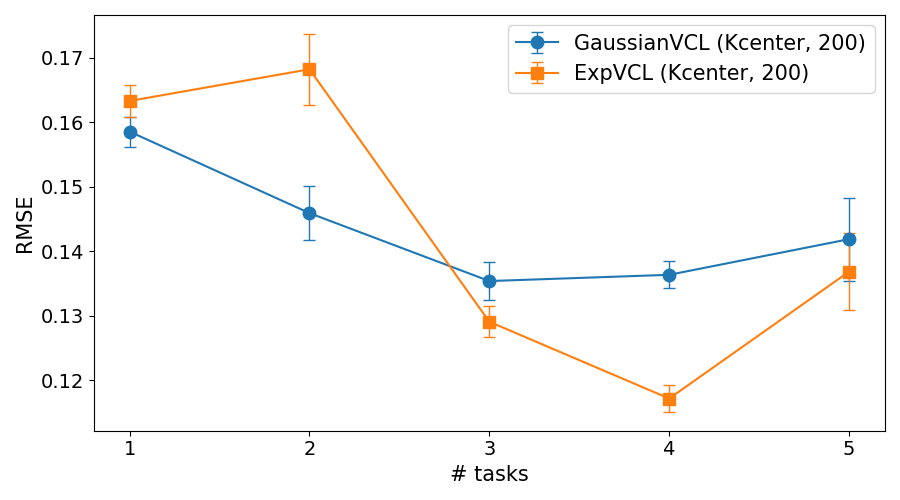 GaussianVCL (Kcenter, 200)
ExpVCL (Kcenter, 200)
RMSE
0.17
0.16
0.15
0.14
0.13
0.12
1 2 3 4 5
# tasks